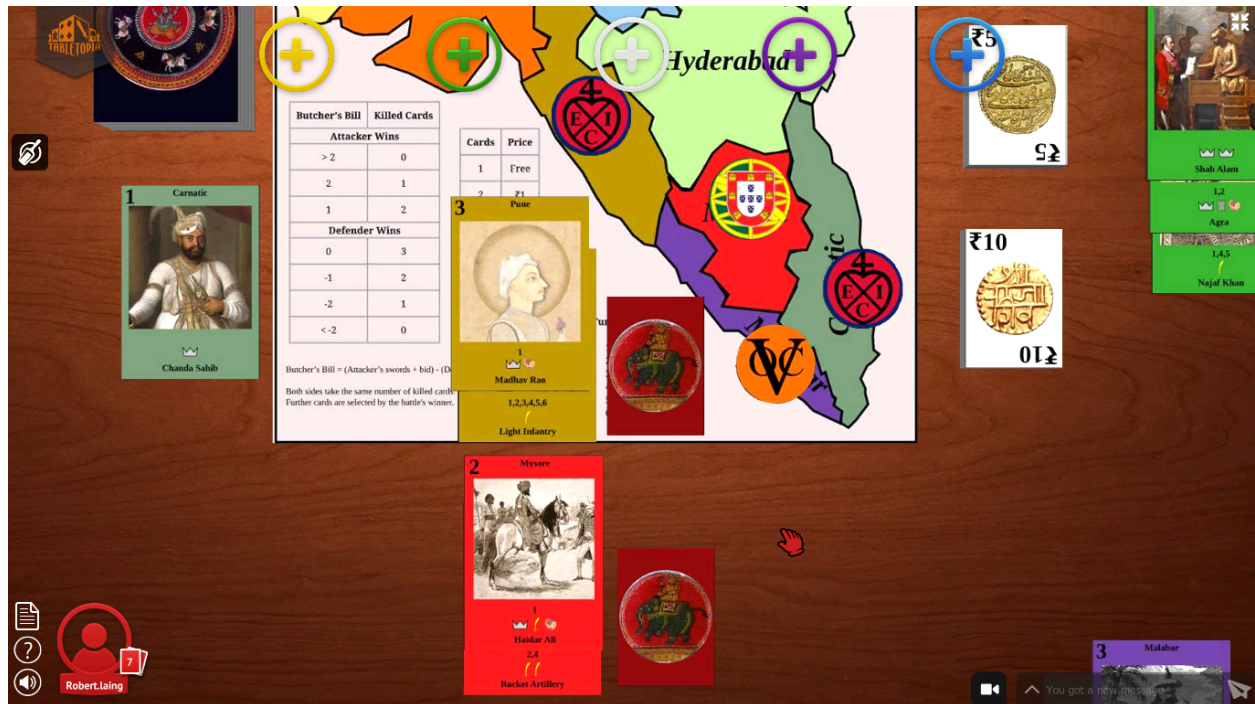 TABLETOPIA
Hyderabad
₹5
₹5
₹10
₹10
Butcher's Bill Killed Cards
Attacker Wins
> 2 0
2 1
1 2
Defender Wins
0 3
-1 2
-2 1
< -2 0
Cards Price
1 Free
2 ₹1
Butcher's Bill = (Attacker's swords + bid) - (D
Both sides take the same number of killed cards.
Further cards are selected by the battle's winner.
4
E I
C
4
E I
C
VOC
tic
C
M
ar
1
Carnatic
Chanda Sahib
3
Pune
1
Madhav Rao
1,2,3,4,5,6
Light Infantry
2
Mysore
1
Haidar Ali
2,4
Rocket Artillery
Shah Alam
1,2
Agra
1,4,5
Najaf Khan
3
Malabar
7
Robert.laing
?
You got a new message